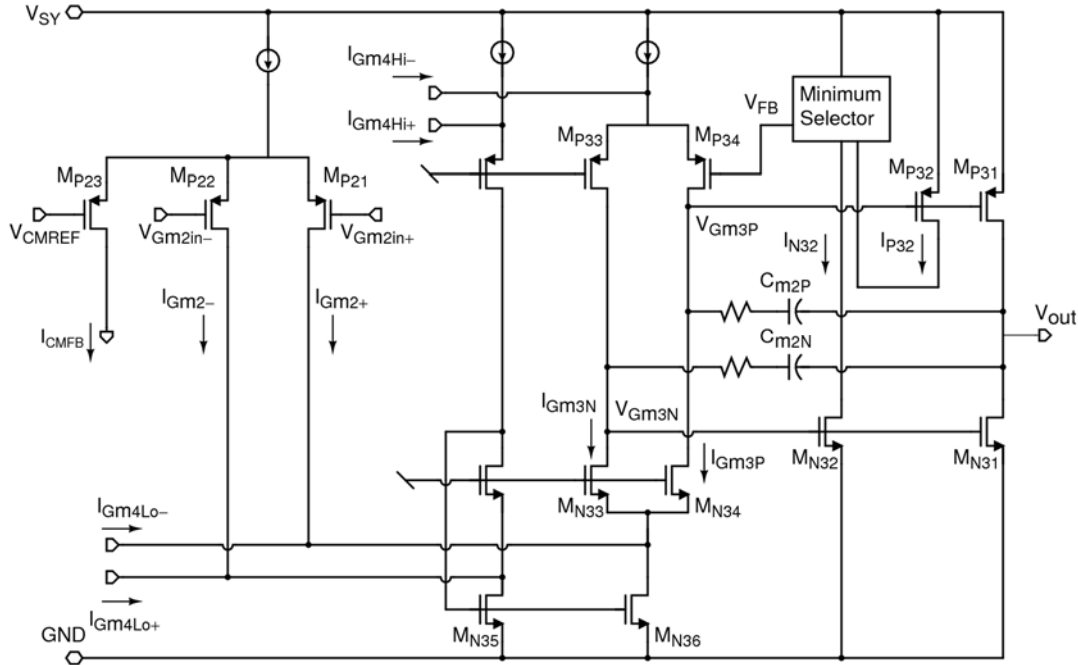 VSY
IGm4Hi−
IGm4Hi+
VFB
Minimum
Selector
MP33
MP34
MP32
MP31
MP23
MP22
MP21
VCMREF
VGm2in−
VGm2in+
VGm3P
IN32
IP32
Cm2P
Vout
ICMFB
IGm2−
IGm2+
Cm2N
IGm3N
VGm3N
IGm3P
MN32
MN31
MN33
MN34
IGm4Lo−
IGm4Lo+
GND
MN35
MN36